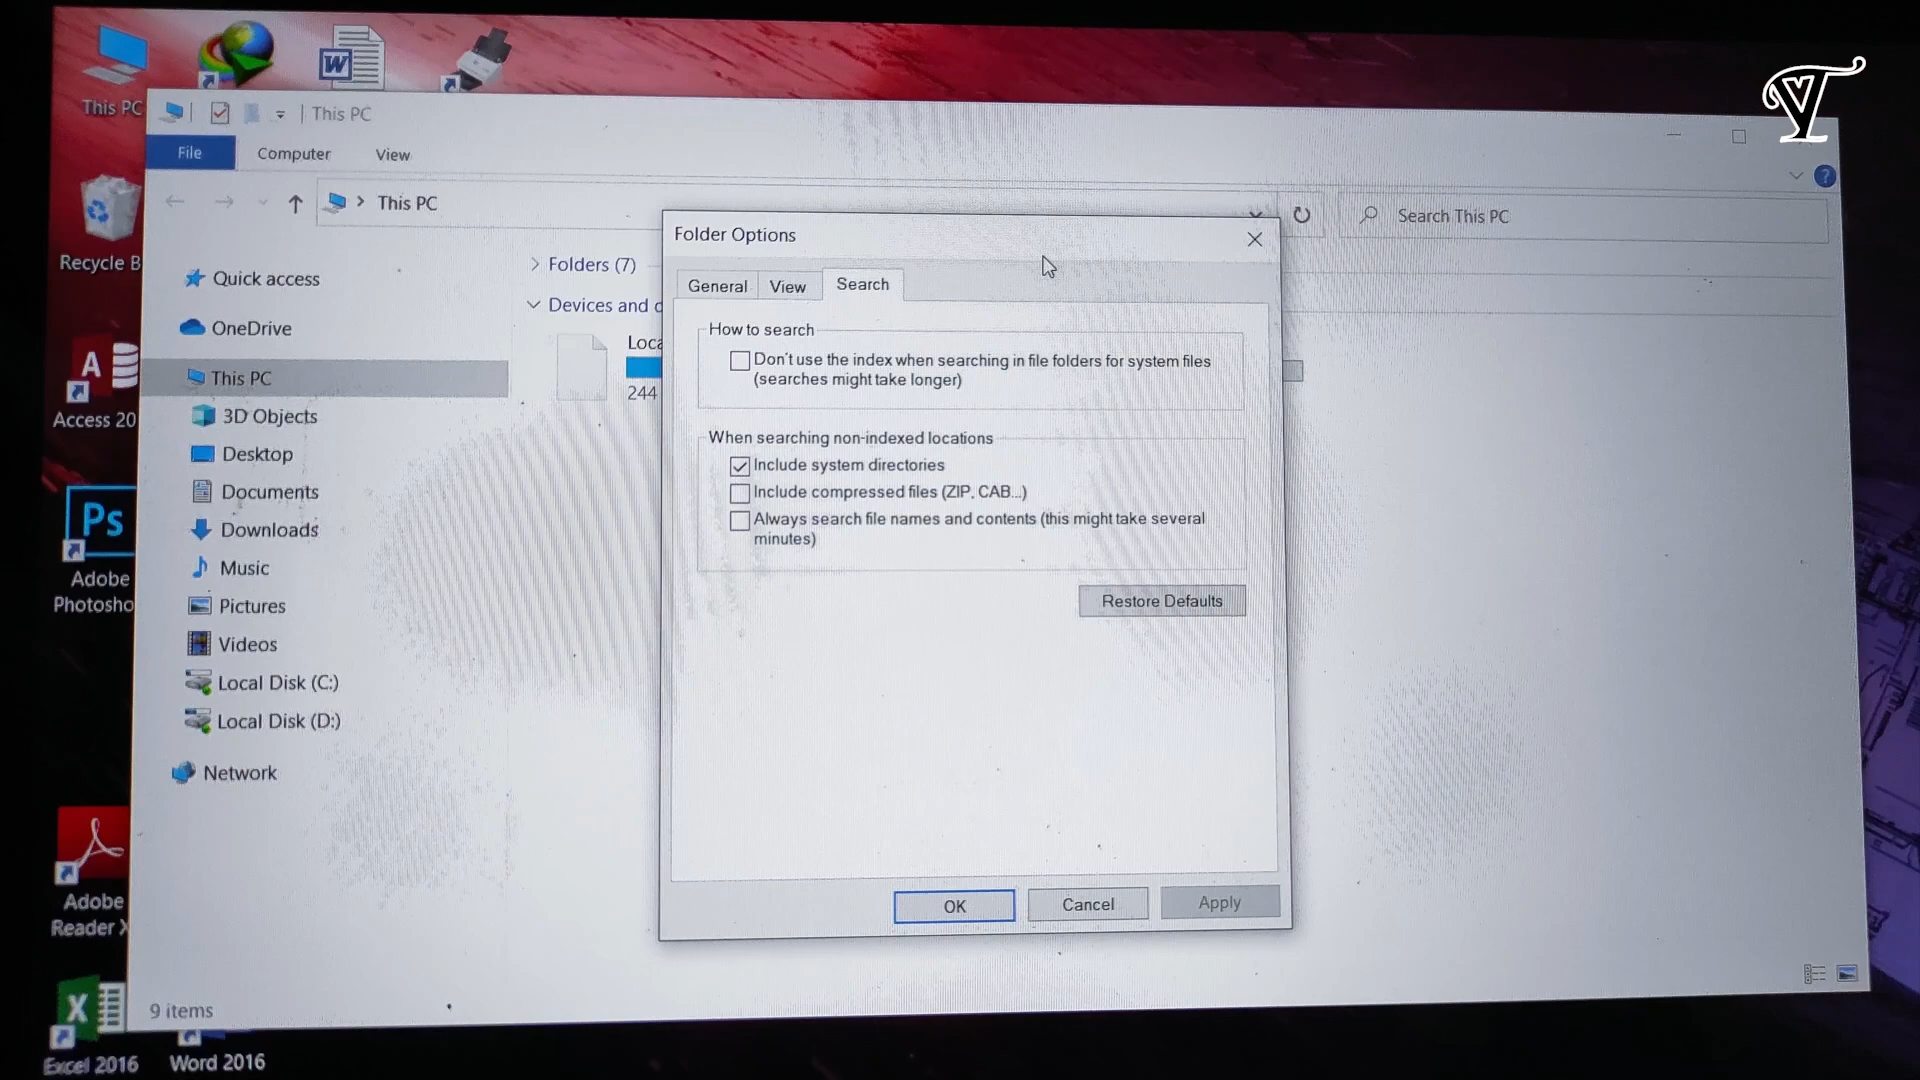 This PC
W
This PC
File
Computer
View
This PC
Search This PC
Recycle B
Quick access
OneDrive
This PC
3D Objects
Desktop
Documents
Downloads
Music
Pictures
Videos
Local Disk (C:)
Local Disk (D:)
Network
Folders (7)
Devices and d
Loca
244
Folder Options
General
View
Search
How to search
Don't use the index when searching in file folders for system files
(searches might take longer)
When searching non-indexed locations
Include system directories
Include compressed files (ZIP, CAB...)
Always search file names and contents (this might take several
minutes)
Restore Defaults
OK
Cancel
Apply
A
Access 20
Ps
Adobe
Photosho
Adobe
Reader X
9 items
X
Excel 2016
Word 2016